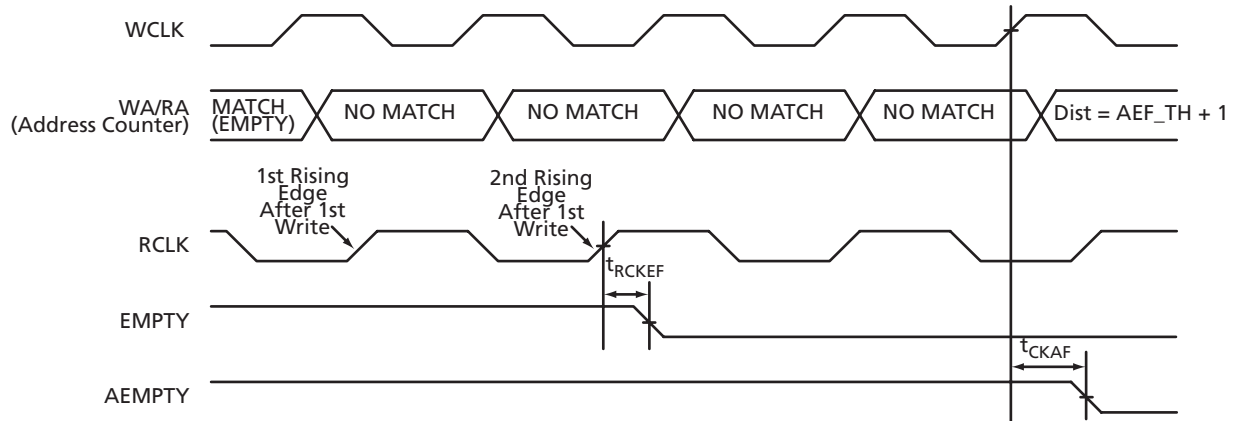 WCLK
WA/RA
(Address Counter)
MATCH
(EMPTY)
NO MATCH
NO MATCH
NO MATCH
NO MATCH
Dist = AEF_TH + 1
1st Rising
Edge
After 1st
Write
2nd Rising
Edge
After 1st
Write
RCLK
tRCKEF
EMPTY
tCKAF
AEMPTY